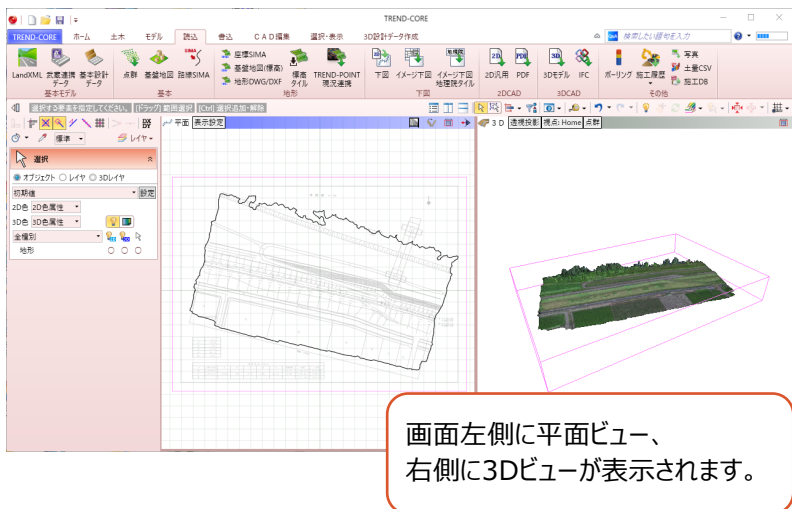 TREND-CORE
TREND-CORE ホーム 土木 モデル 読込 書込 CAD編集 選択・表示 3D設計データ作成 検索したい語句を入力
LandXML 武蔵連携データ 基本設計データ 点群 基盤地図 路線SIMA 座標SIMA 基盤地図(標高) 地形DWG/DXF 標高タイル TREND-POINT現況連携 下図 イメージ下図 イメージ下図地理院タイル 2D汎用 PDF 3Dモデル IFC ボーリング 施工履歴 写真 土量CSV 施工DB
基本モデル 基本 地形 下図 2DCAD 3DCAD その他
選択する要素を指定してください。 [ドラッグ]範囲選択 [Ctrl]選択追加・解除
標準 レイヤ
平面 表示設定
3D 透視投影 視点: Home 点群
選択
オブジェクト レイヤ 3Dレイヤ
初期値 設定
2D色 2D色属性
3D色 3D色属性
全種別
地形
画面左側に平面ビュー、
右側に3Dビューが表示されます。